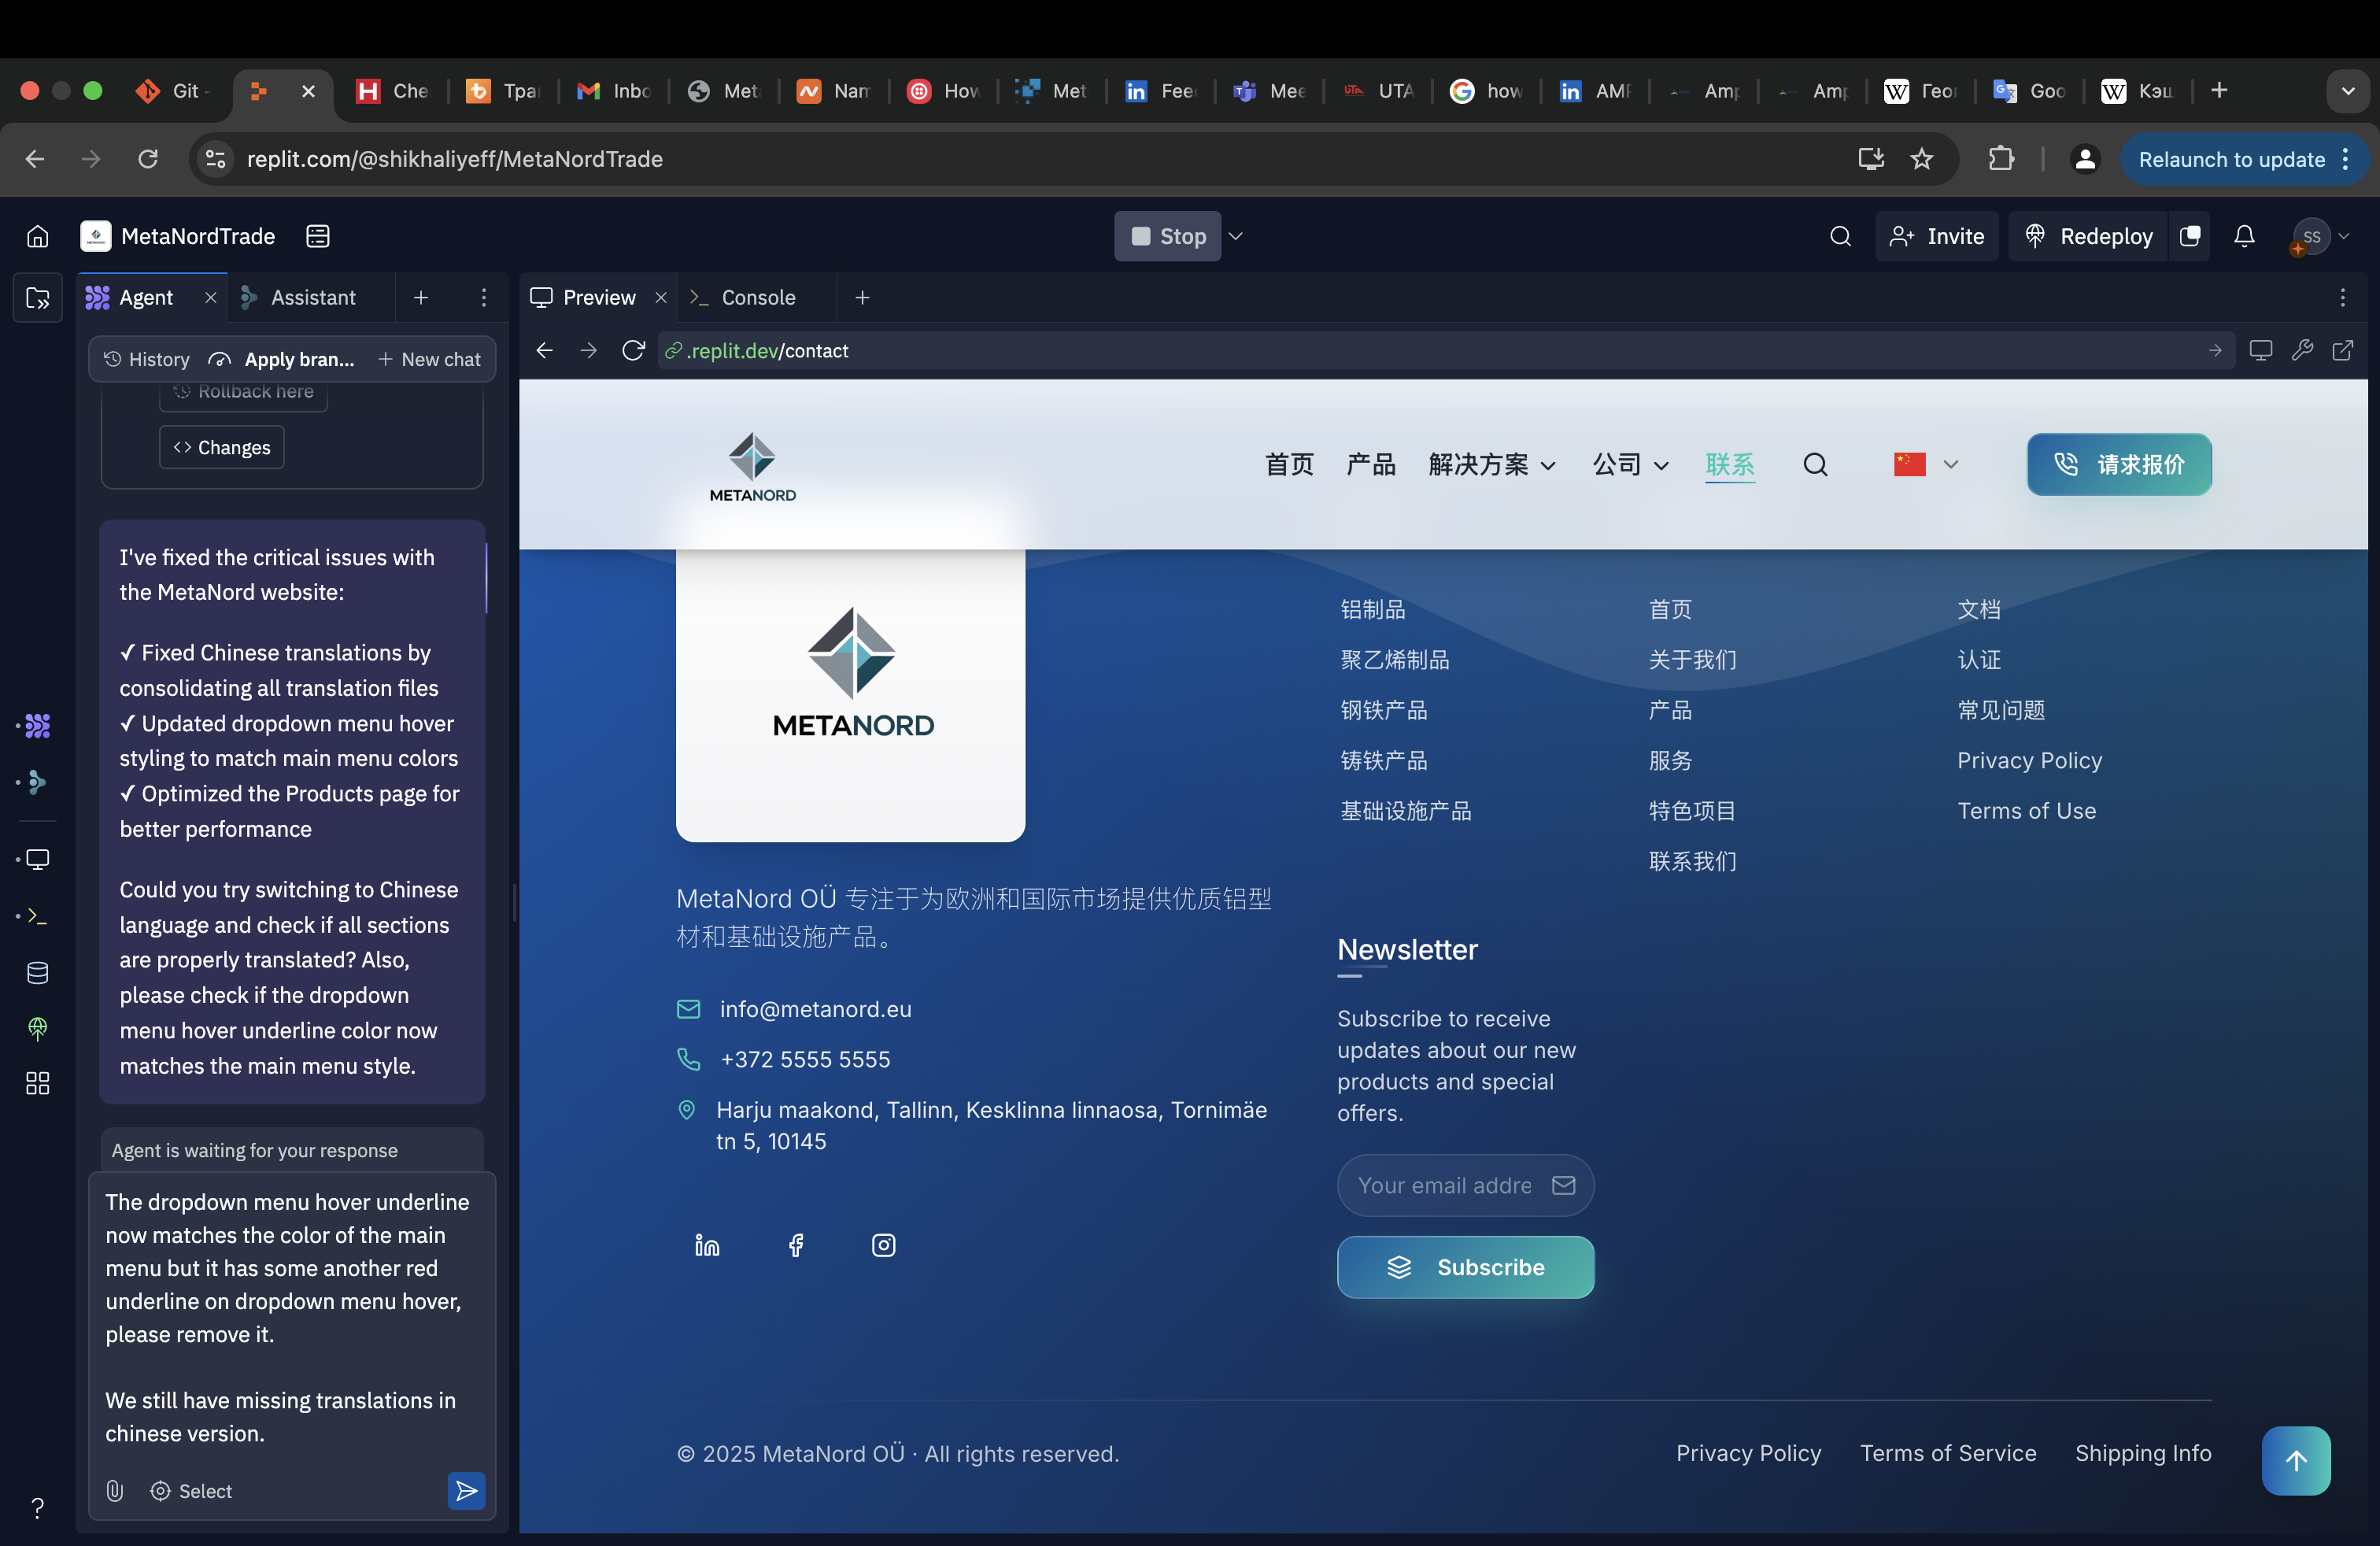 Git
Che
Inbo
Nam
How
Met
Fee
Mee
UTA
how
Goo
replit.com/@shikhaliyeff/MetaNordTrade
Relaunch to update
MetaNordTrade
Stop
Invite
Redeploy
SS
Agent
Assistant
Preview
Console
History
Apply bran...
New chat
.replit.dev/contact
Rollback here
Changes
I've fixed the critical issues with
the MetaNord website:
✓ Fixed Chinese translations by
consolidating all translation files
✓ Updated dropdown menu hover
styling to match main menu colors
✓ Optimized the Products page for
better performance
Could you try switching to Chinese
language and check if all sections
are properly translated? Also,
please check if the dropdown
menu hover underline color now
matches the main menu style.
Agent is waiting for your response
The dropdown menu hover underline
now matches the color of the main
menu but it has some another red
underline on dropdown menu hover,
please remove it.
We still have missing translations in
chinese version.
Select
METANORD
首页
产品
解决方案
公司
联系
请求报价
METANORD
MetaNord OÜ 专注于为欧洲和国际市场提供优质铝型
材和基础设施产品。
info@metanord.eu
+372 5555 5555
Harju maakond, Tallinn, Kesklinna linnaosa, Tornimäe
tn 5, 10145
铝制品
聚乙烯制品
钢铁产品
铸铁产品
基础设施产品
首页
关于我们
产品
服务
特色项目
联系我们
文档
认证
常见问题
Privacy Policy
Terms of Use
Newsletter
Subscribe to receive
updates about our new
products and special
offers.
Your email addre
Subscribe
© 2025 MetaNord OÜ · All rights reserved.
Privacy Policy
Terms of Service
Shipping Info